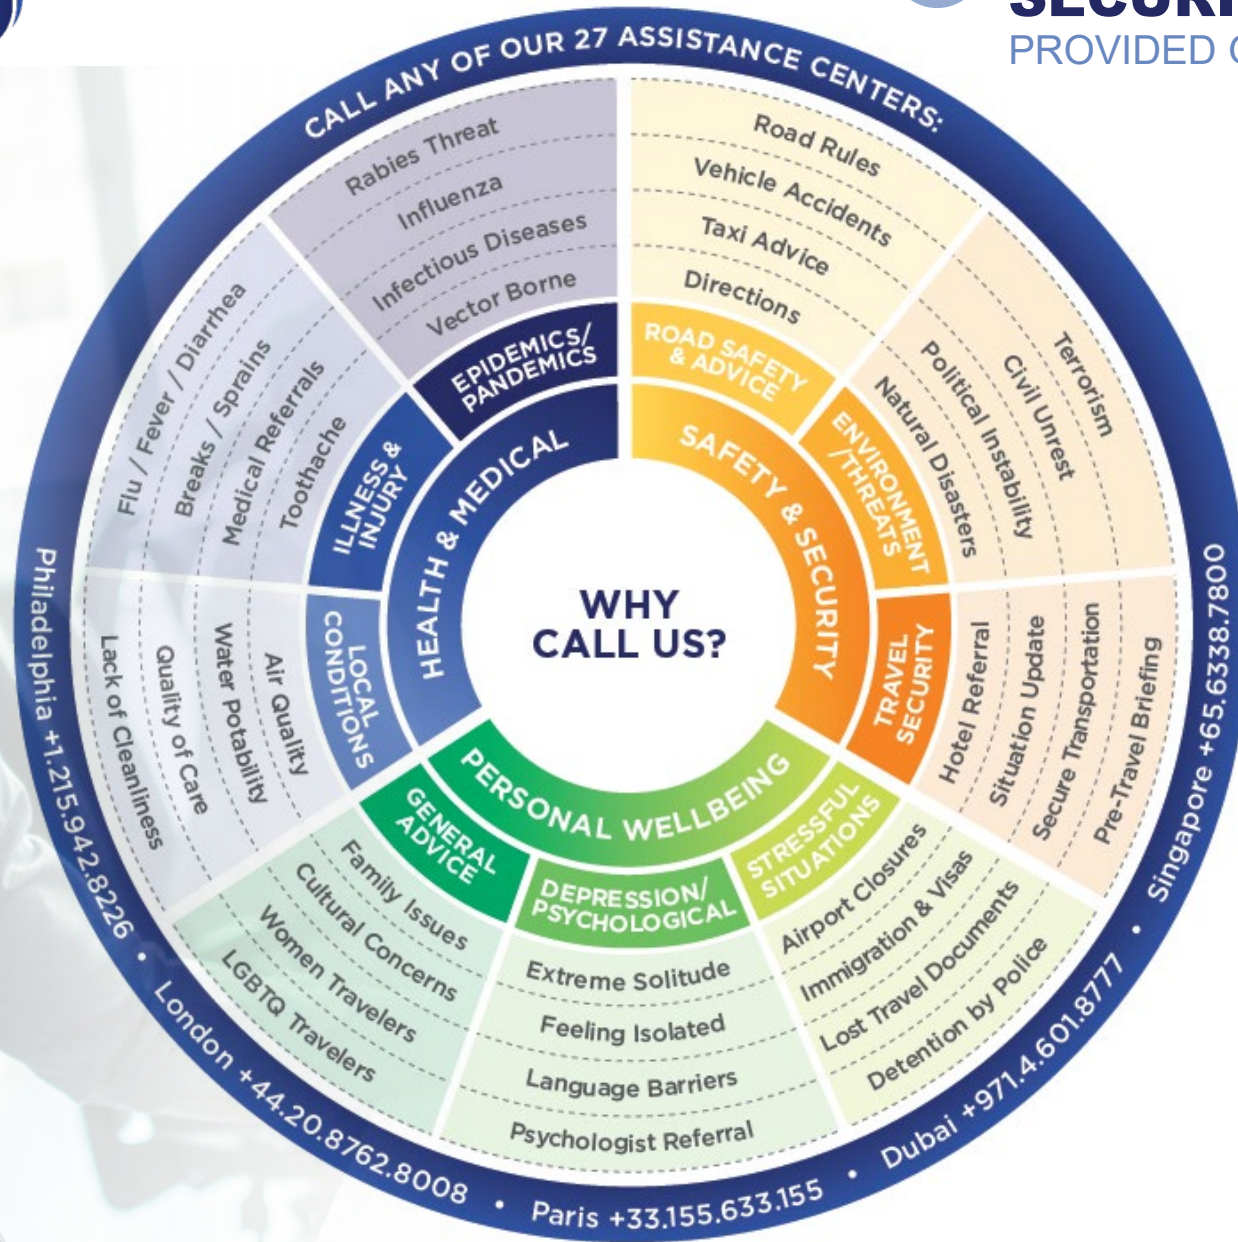 SECURI
PROVIDED
CALL ANY OF OUR 27 ASSISTANCE CENTERS:
WHY
CALL US?
HEALTH & MEDICAL
EPIDEMICS/
PANDEMICS
Rabies Threat
Influenza
Infectious Diseases
Vector Borne
ILLNESS &
INJURY
Flu / Fever / Diarrhea
Breaks / Sprains
Medical Referrals
Toothache
LOCAL
CONDITIONS
Air Quality
Water Potability
Quality of Care
Lack of Cleanliness
SAFETY & SECURITY
ROAD SAFETY
& ADVICE
Road Rules
Vehicle Accidents
Taxi Advice
Directions
ENVIRONMENT
/THREATS
Terrorism
Civil Unrest
Political Instability
Natural Disasters
TRAVEL
SECURITY
Hotel Referral
Situation Update
Secure Transportation
Pre-Travel Briefing
PERSONAL WELLBEING
GENERAL
ADVICE
Family Issues
Cultural Concerns
Women Travelers
LGBTQ Travelers
DEPRESSION/
PSYCHOLOGICAL
Extreme Solitude
Feeling Isolated
Language Barriers
Psychologist Referral
STRESSFUL
SITUATIONS
Airport Closures
Immigration & Visas
Lost Travel Documents
Detention by Police
Philadelphia +1.215.942.8226 • London +44.20.8762.8008 • Paris +33.155.633.155 • Dubai +971.4.601.8777 • Singapore +65.6338.7800